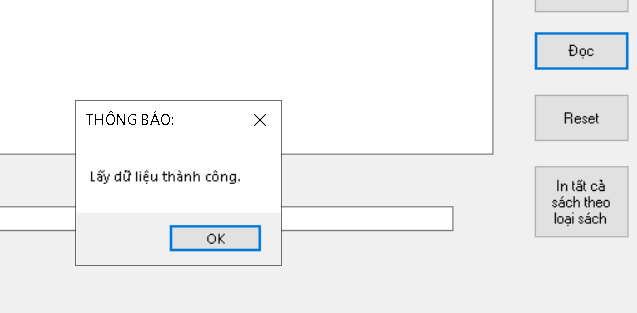 Đọc
THÔNG BÁO:
Reset
Lấy dữ liệu thành công.
In tất cả
sách theo
loại sách
OK